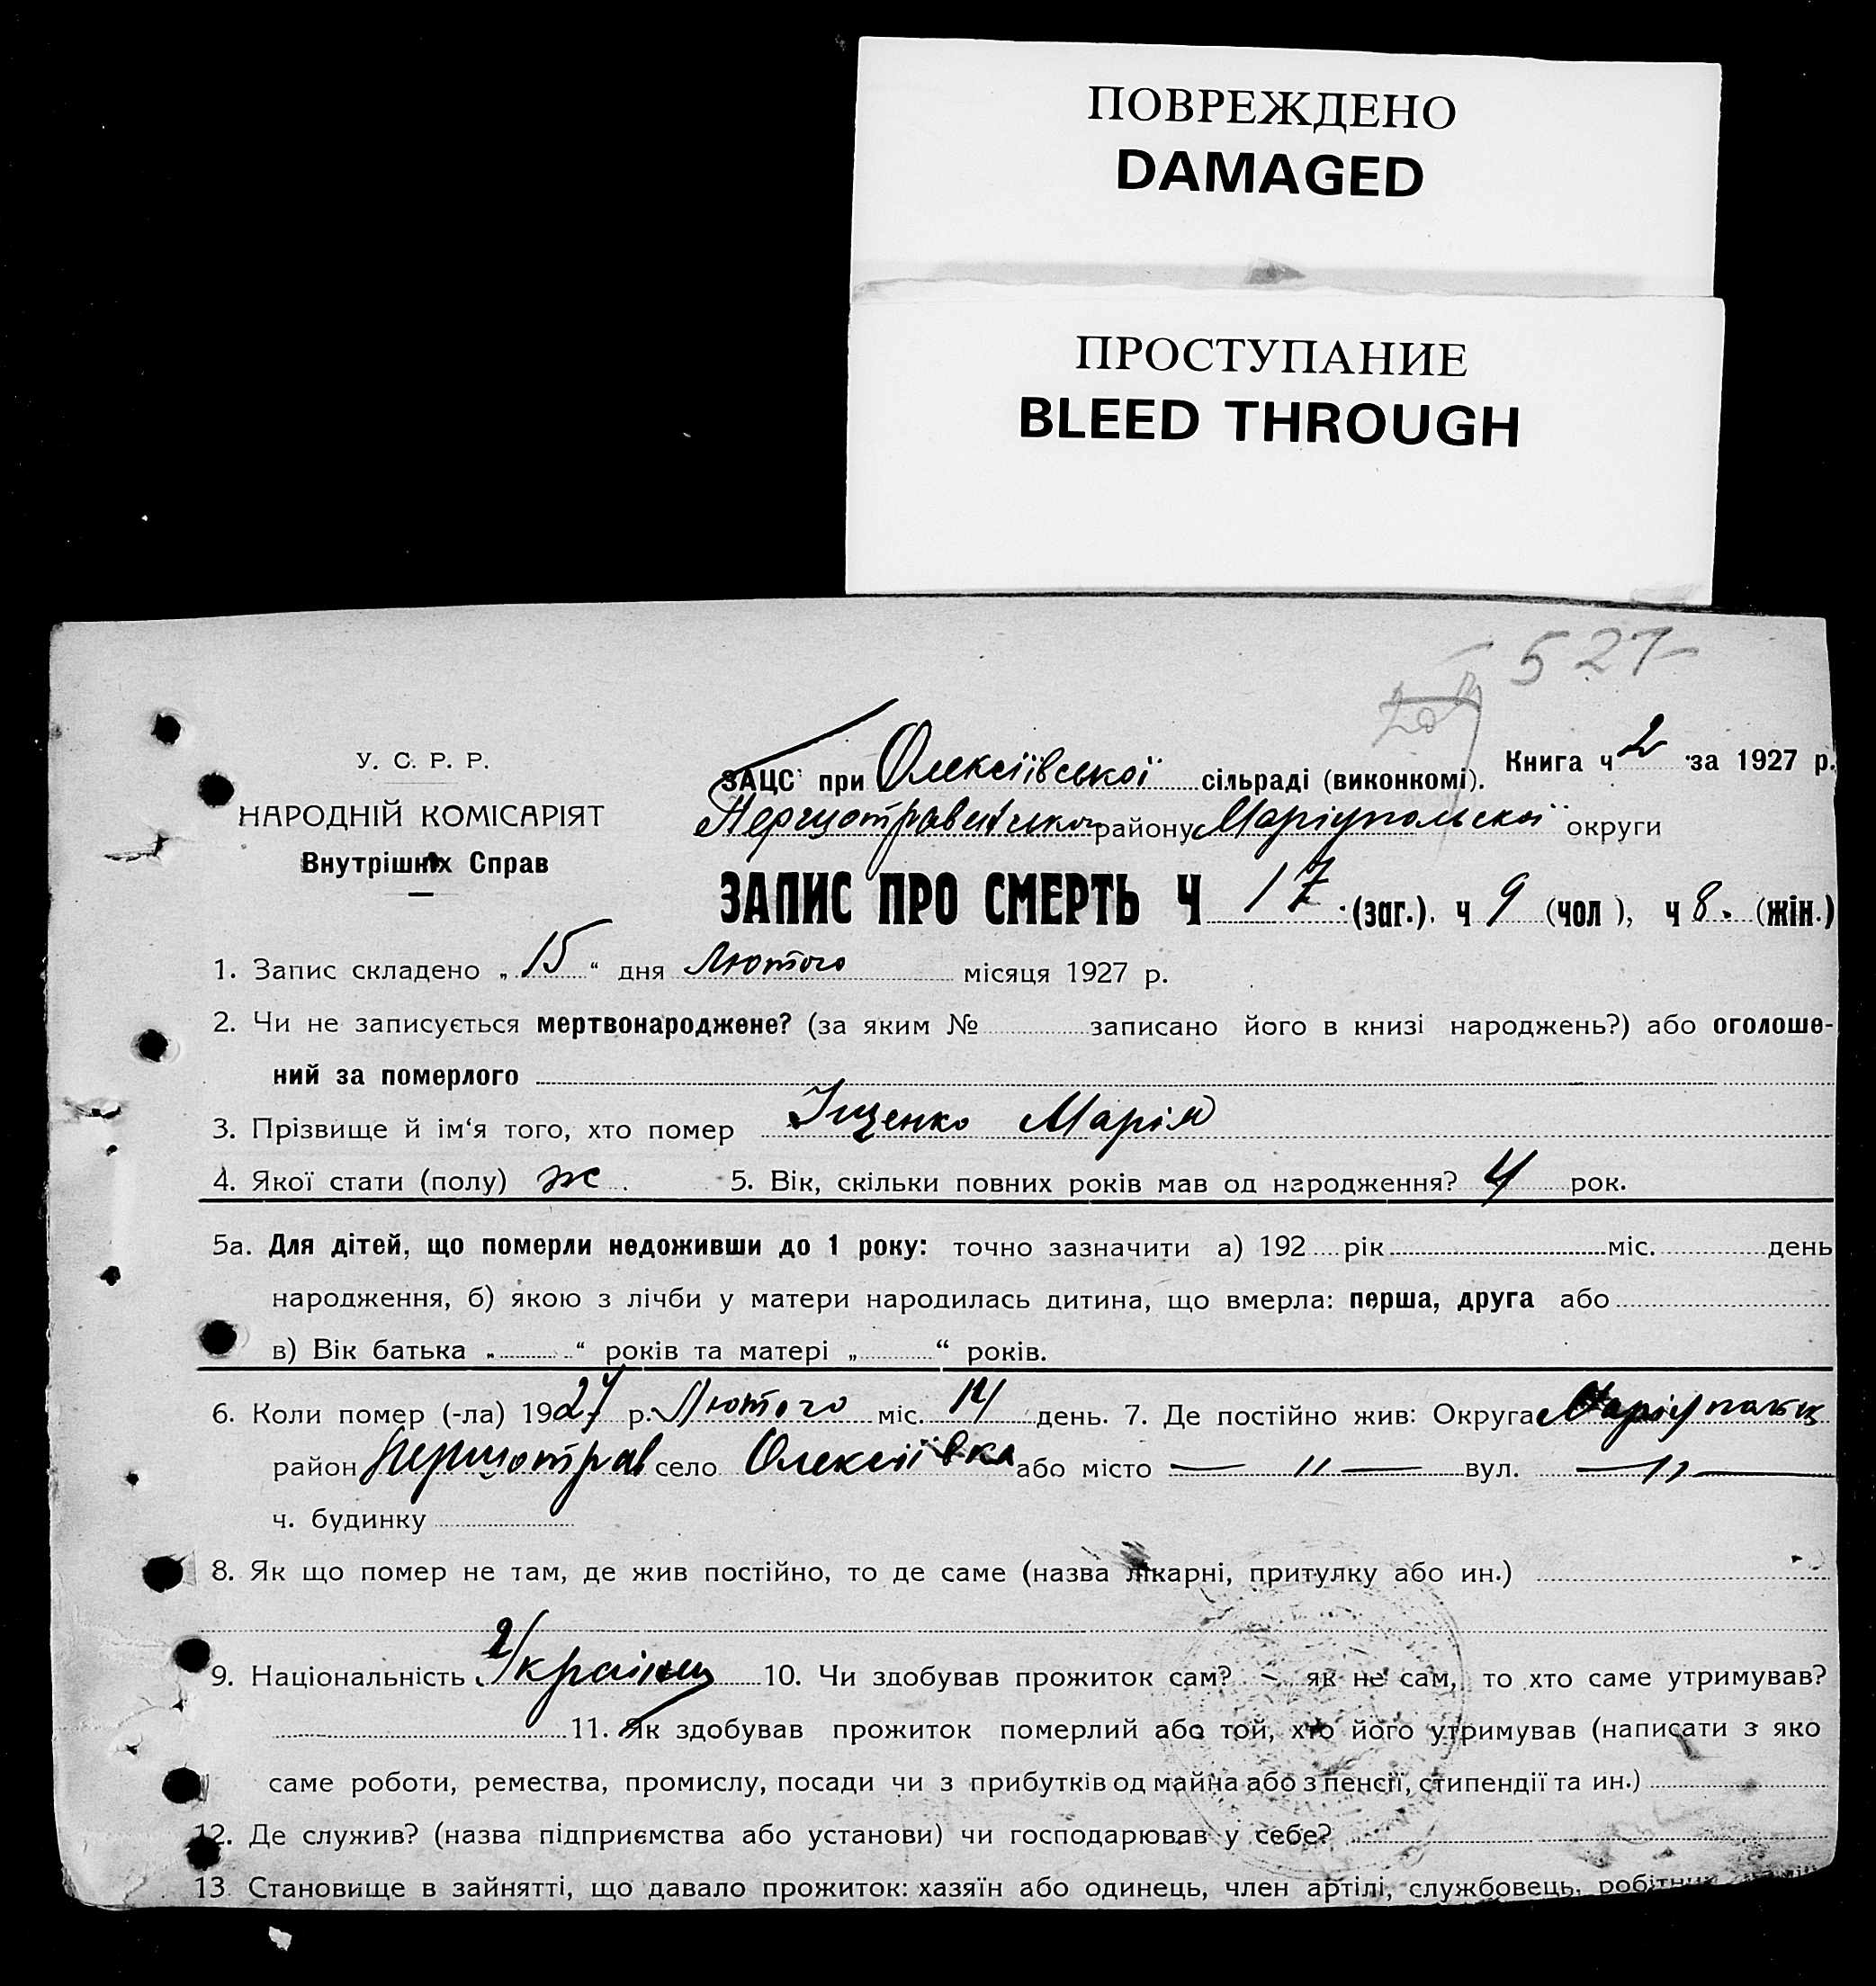 ПОВРЕЖДЕНО
DAMAGED
ПРОСТУПАНИЕ
BLEED THROUGH
527
У. С. Р. Р.
НАРОДНІЙ КОМІСАРІЯТ
Внутрішніх Справ
ЗАЦС при Олексіївської сільраді (виконкомі). Книга ч 2 за 1927 р.
району Маріупольскої округи
ЗАПИС ПРО СМЕРТЬ Ч 17 (заг.). ч 9 (чол ), ч 8. (жін.)
1. Запис складено „ 15 “ дня Лютого місяця 1927 р.
2. Чи не записується мертвонароджене? (за яким № записано його в книзі народжень?) або оголоше-
ний за померлого
3. Прізвище й ім‘я того, хто помер Іщенко Марія
4. Якої стати (полу) ж 5. Вік, скільки повних років мав од народження? 4 рок.
5а. Для дітей, що померли недоживши до 1 року: точно зазначити а) 192 рік міс. день
народження, б) якою з лічби у матери народилась дитина, що вмерла: перша, друга або
в) Вік батька „ “ років та матері „ “ років.
6. Коли помер (-ла) 1927 р. Лютого міс. 14 день. 7. Де постійно жив: Округа
район Першотрав село Олексіївка або місто — 〃 — вул. — 〃 —
ч. будинку
8. Як що помер не там, де жив постійно, то де саме (назва лікарні, притулку або ин.)
9. Національність Українц 10. Чи здобував прожиток сам? - як не сам, то хто саме утримував?
11. Як здобував прожиток померлий або той, хто його утримував (написати з яко
саме роботи, ремества, промислу, посади чи з прибутків од майна або з пенсії, стипендії та ин.)
12. Де служив? (назва підприємства або установи) чи господарював у себе?
13. Становище в зайнятті, що давало прожиток: хазяїн або одинець, член артілі, службовець,